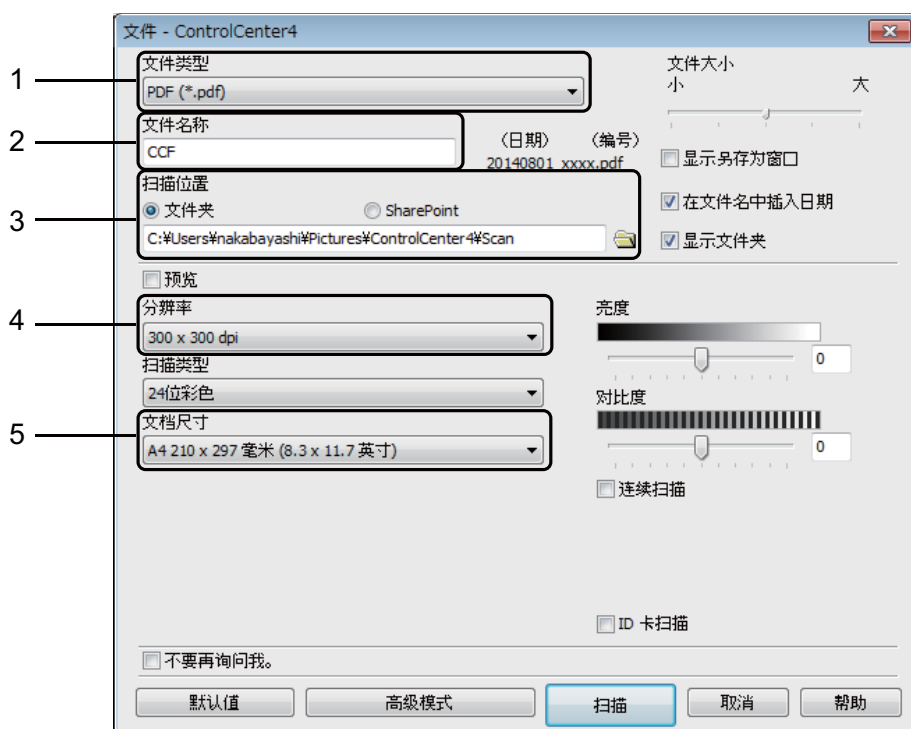 文件 - ControlCenter4
1
文件类型
PDF (*.pdf)
文件大小
小 大
2
文件名称
CCF
(日期) (编号)
20140801_xxxx.pdf
显示另存为窗口
3
扫描位置
文件夹 SharePoint
C:¥Users¥nakabayashi¥Pictures¥ControlCenter4¥Scan
在文件名中插入日期
显示文件夹
预览
4
分辨率
300 x 300 dpi
扫描类型
24位彩色
5
文档尺寸
A4 210 x 297 毫米 (8.3 x 11.7 英寸)
亮度
0
对比度
0
连续扫描
ID 卡扫描
不要再询问我。
默认值 高级模式 扫描 取消 帮助